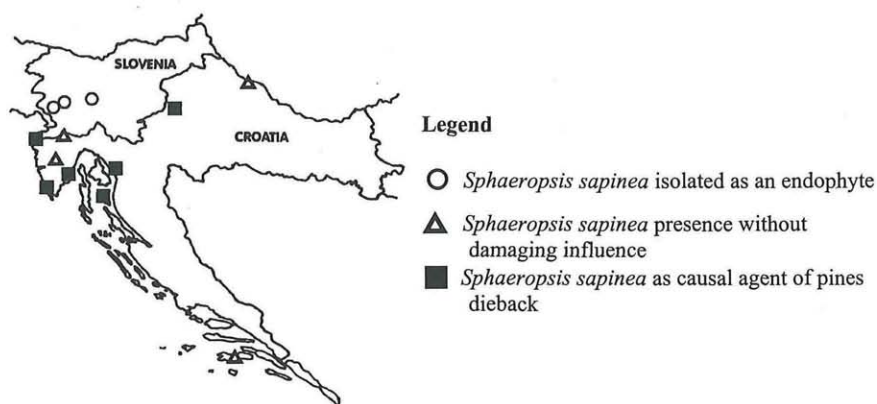 SLOVENIA
CROATIA
Legend
Sphaeropsis sapinea isolated as an endophyte
Sphaeropsis sapinea presence without
damaging influence
Sphaeropsis sapinea as causal agent of pines
dieback